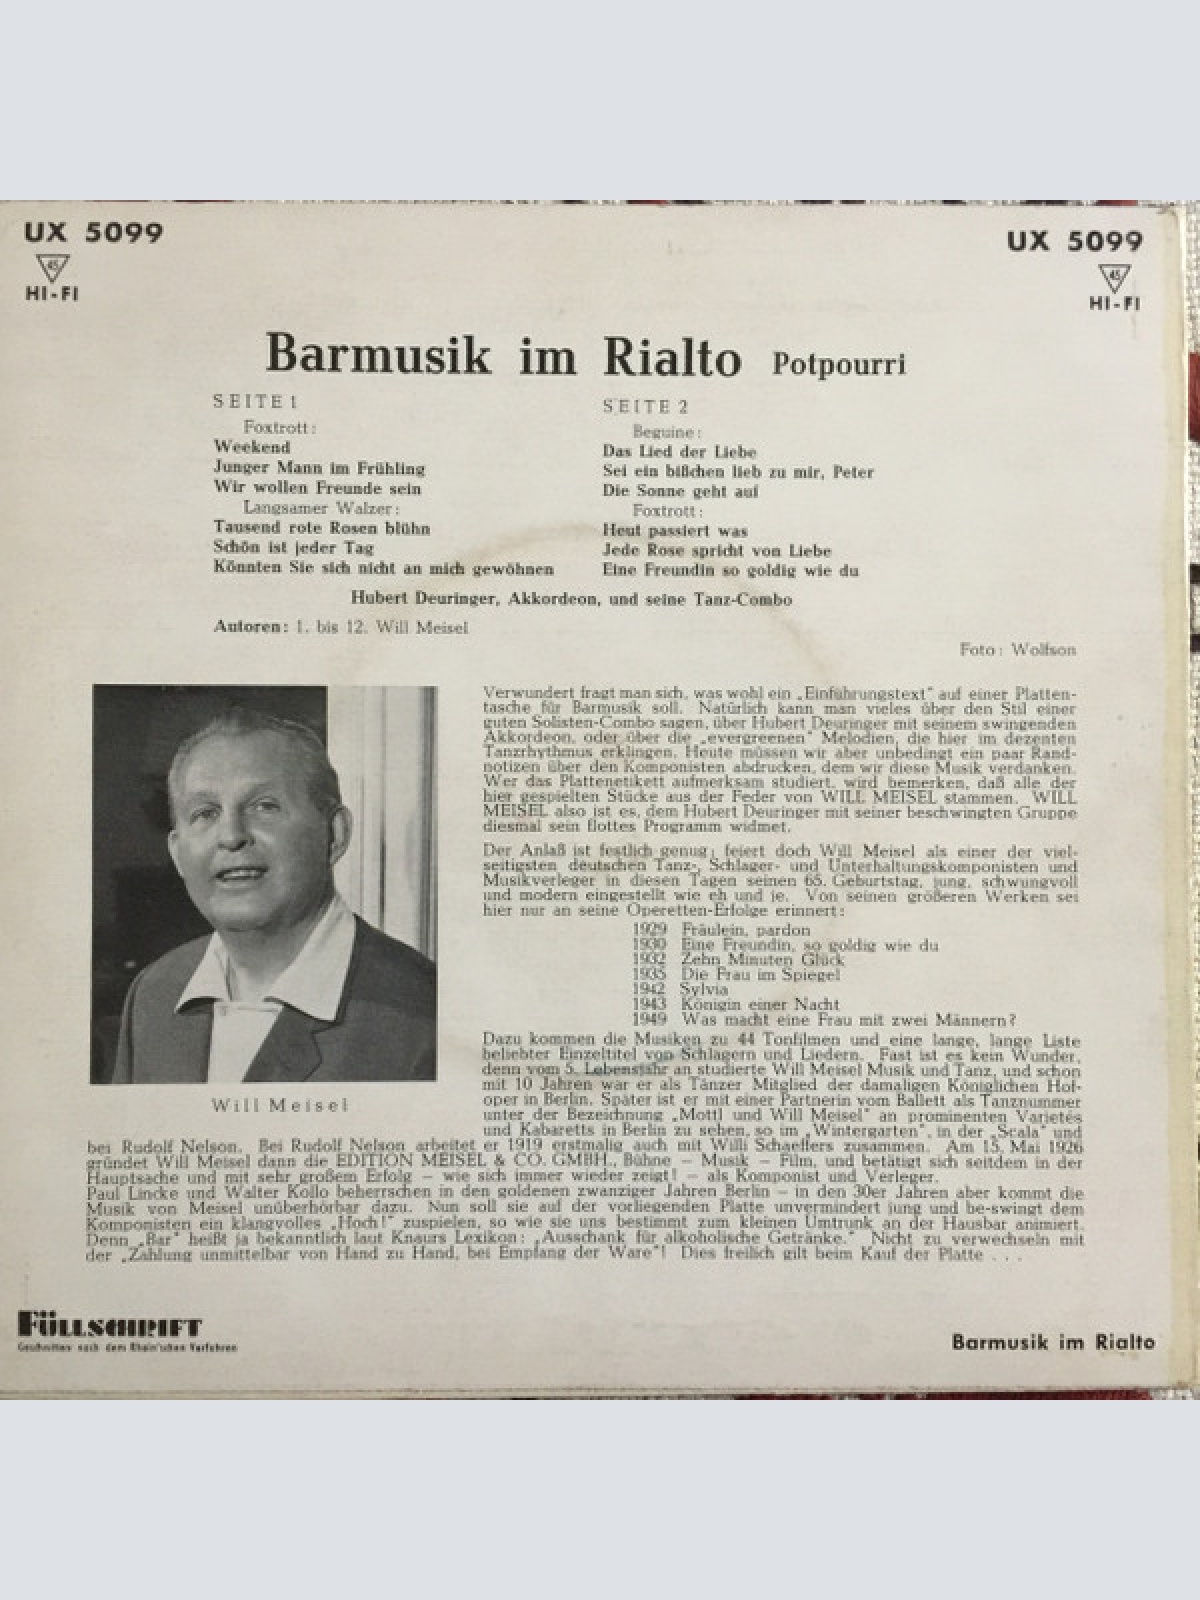 UX 5099
UX 5099
45
HI-FI
45
HI-FI
Barmusik im Rialto Potpourri
SEITE 1
Foxtrott:
Weekend
Junger Mann im Frühling
Wir wollen Freunde sein
Langsamer Walzer:
Tausend rote Rosen blühn
Schön ist jeder Tag
Könnten Sie sich nicht an mich gewöhnen
SEITE 2
Beguine:
Das Lied der Liebe
Sei ein bißchen lieb zu mir, Peter
Die Sonne geht auf
Foxtrott:
Heut passiert was
Jede Rose spricht von Liebe
Eine Freundin so goldig wie du
Hubert Deuringer, Akkordeon, und seine Tanz-Combo
Autoren: 1. bis 12. Will Meisel
Foto: Wolfson
Verwundert fragt man sich, was wohl ein „Einführungstext" auf einer Platten-
tasche für Barmusik soll. Natürlich kann man vieles über den Stil einer
guten Solisten-Combo sagen, über Hubert Deuringer mit seinem swingenden
Akkordeon, oder über die „evergreenen" Melodien, die hier im dezenten
Tanzrhythmus erklingen. Heute müssen wir aber unbedingt ein paar Rand-
notizen über den Komponisten abdrucken, dem wir diese Musik verdanken.
Wer das Plattenetikett aufmerksam studiert, wird bemerken, daß alle der
hier gespielten Stücke aus der Feder von WILL MEISEL stammen. WILL
MEISEL also ist es, dem Hubert Deuringer mit seiner beschwingten Gruppe
diesmal sein flottes Programm widmet.
Der Anlaß ist festlich genug; feiert doch Will Meisel als einer der viel-
seitigsten deutschen Tanz-, Schlager- und Unterhaltungskomponisten und
Musikverleger in diesen Tagen seinen 65. Geburtstag, jung, schwungvoll
und modern eingestellt wie eh und je. Von seinen größeren Werken sei
hier nur an seine Operetten-Erfolge erinnert:
1929 Fräulein, pardon
1930 Eine Freundin, so goldig wie du
1932 Zehn Minuten Glück
1935 Die Frau im Spiegel
1942 Sylvia
1943 Königin einer Nacht
1949 Was macht eine Frau mit zwei Männern?
Dazu kommen die Musiken zu 44 Tonfilmen und eine lange, lange Liste
beliebter Einzeltitel von Schlagern und Liedern. Fast ist es kein Wunder,
denn vom 5. Lebensjahr an studierte Will Meisel Musik und Tanz, und schon
mit 10 Jahren war er als Tänzer Mitglied der damaligen Königlichen Hof-
oper in Berlin. Später ist er mit einer Partnerin vom Ballett als Tanznummer
unter der Bezeichnung „Mottl und Will Meisel" an prominenten Varietés
und Kabaretts in Berlin zu sehen, so im „Wintergarten", in der „Scala" und
Will Meisel
bei Rudolf Nelson. Bei Rudolf Nelson arbeitet er 1919 erstmalig auch mit Willi Schaeffers zusammen. Am 15. Mai 1926
gründet Will Meisel dann die EDITION MEISEL & CO. GMBH., Bühne – Musik – Film, und betätigt sich seitdem in der
Hauptsache und mit sehr großem Erfolg – wie sich immer wieder zeigt! – als Komponist und Verleger.
Paul Lincke und Walter Kollo beherrschen in den goldenen zwanziger Jahren Berlin – in den 30er Jahren aber kommt die
Musik von Meisel unüberhörbar dazu. Nun soll sie auf der vorliegenden Platte unvermindert jung und be-swingt dem
Komponisten ein klangvolles „Hoch!" zuspielen, so wie sie uns bestimmt zum kleinen Umtrunk an der Hausbar animiert.
Denn „Bar" heißt ja bekanntlich laut Knaurs Lexikon: „Ausschank für alkoholische Getränke." Nicht zu verwechseln mit
der „Zahlung unmittelbar von Hand zu Hand, bei Empfang der Ware"! Dies freilich gilt beim Kauf der Platte . . .
FÜLLSCHRIFT
Geschnitten nach dem Rhein'schen Verfahren
Barmusik im Rialto